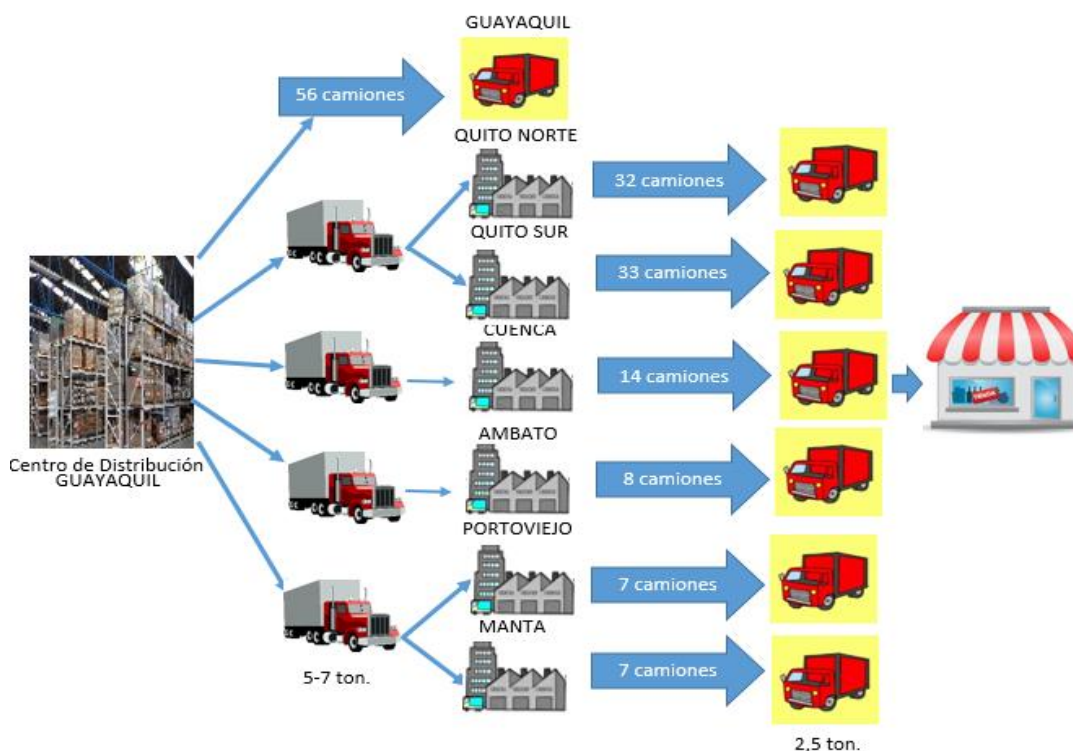 GUAYAQUIL
56 camiones
QUITO NORTE
32 camiones
QUITO SUR
33 camiones
CUENCA
14 camiones
TIENDA
Centro de Distribución
GUAYAQUIL
AMBATO
8 camiones
PORTOVIEJO
7 camiones
MANTA
7 camiones
5-7 ton.
2,5 ton.